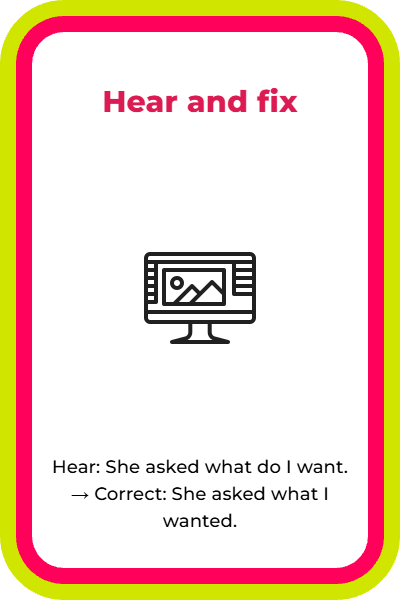 Hear and fix
Hear: She asked what do I want.
→ Correct: She asked what I
wanted.